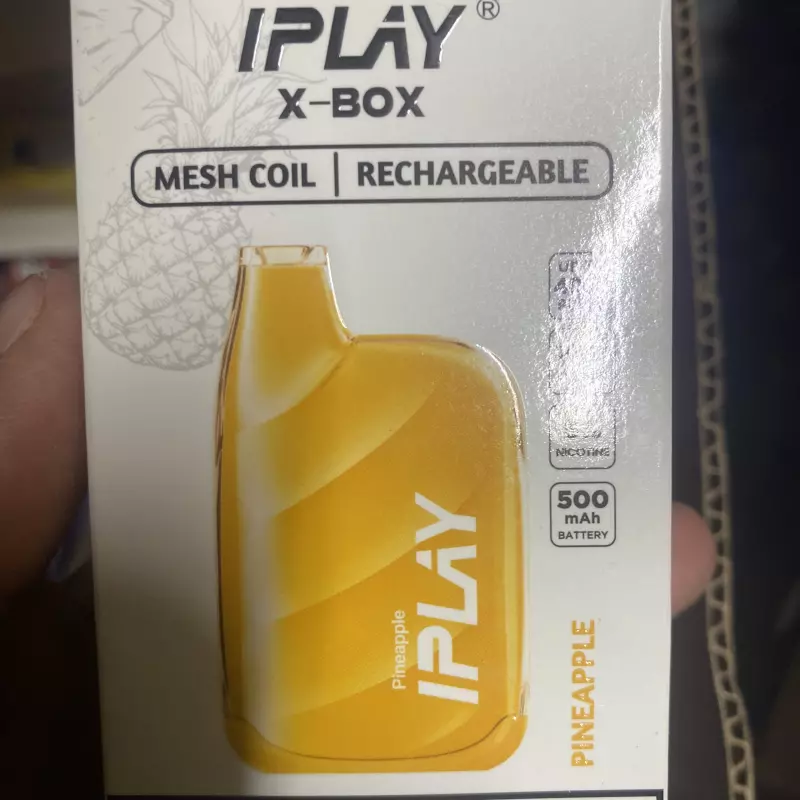 IPLAY®
X-BOX
MESH COIL | RECHARGEABLE
NICOTINE
500
mAh
BATTERY
Pineapple
IPLAY
PINEAPPLE